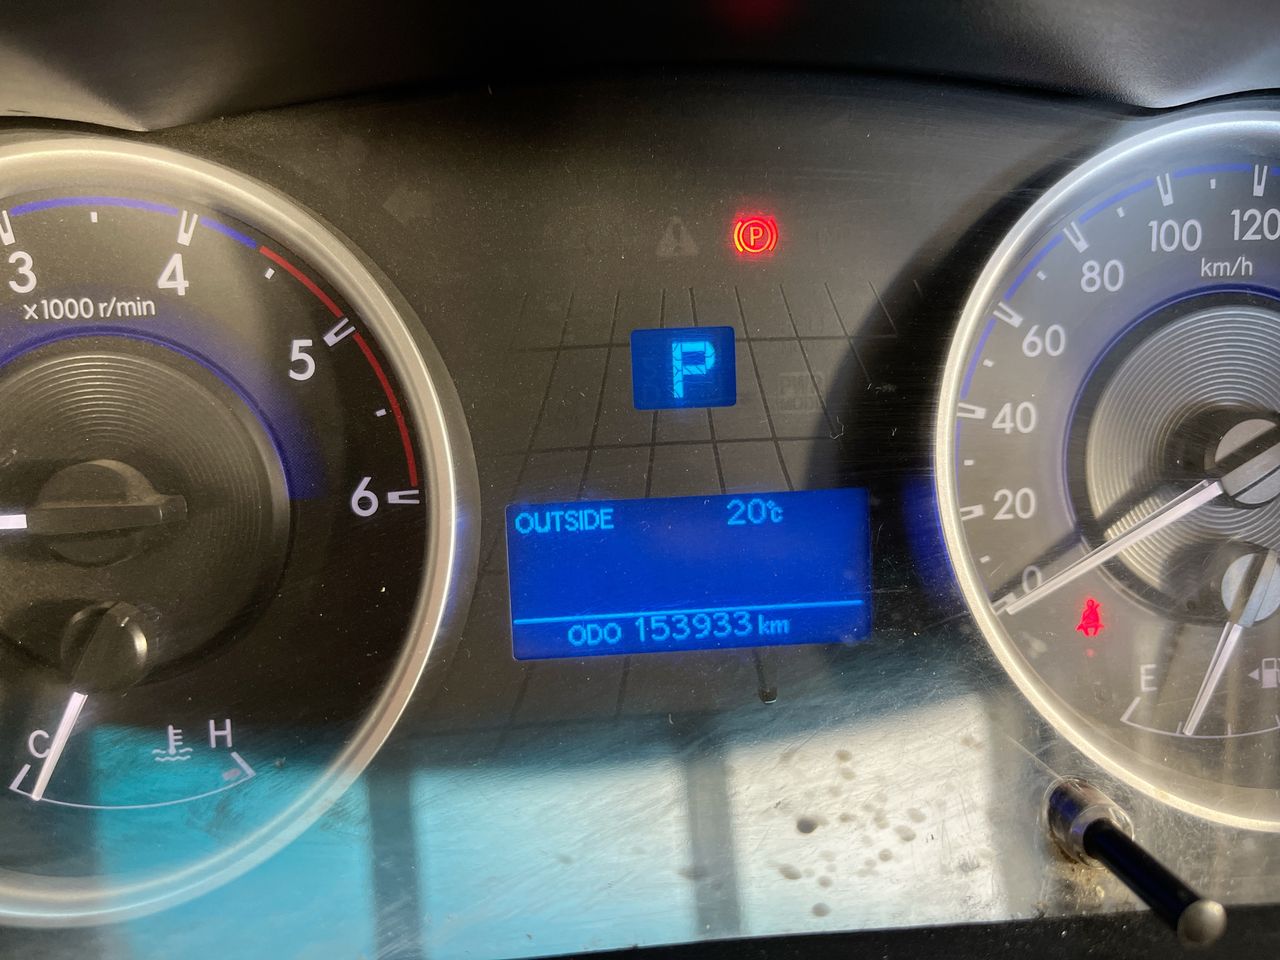 3
4
x1000 r/min
5
6
C
H
P
P
OUTSIDE 20℃
ODO 153933 km
0
20
40
60
80
100
120
km/h
E